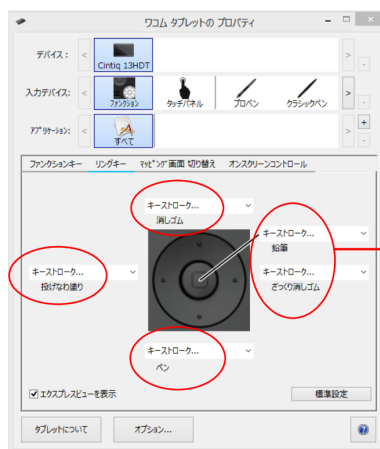 ワコム タブレットの プロパティ
デバイス:
Cintiq 13HDT
入力デバイス:
ファンクション
タッチパネル
プロペン
クラシックペン
アプリケーション:
すべて
ファンクションキー リングキー マッピング画面 切り替え オンスクリーンコントロール
キーストローク...
消しゴム
キーストローク...
鉛筆
キーストローク...
投げなわ塗り
キーストローク...
ざっくり消しゴム
キーストローク...
ペン
エクスプレスビューを表示
標準設定
タブレットについて
オプション...